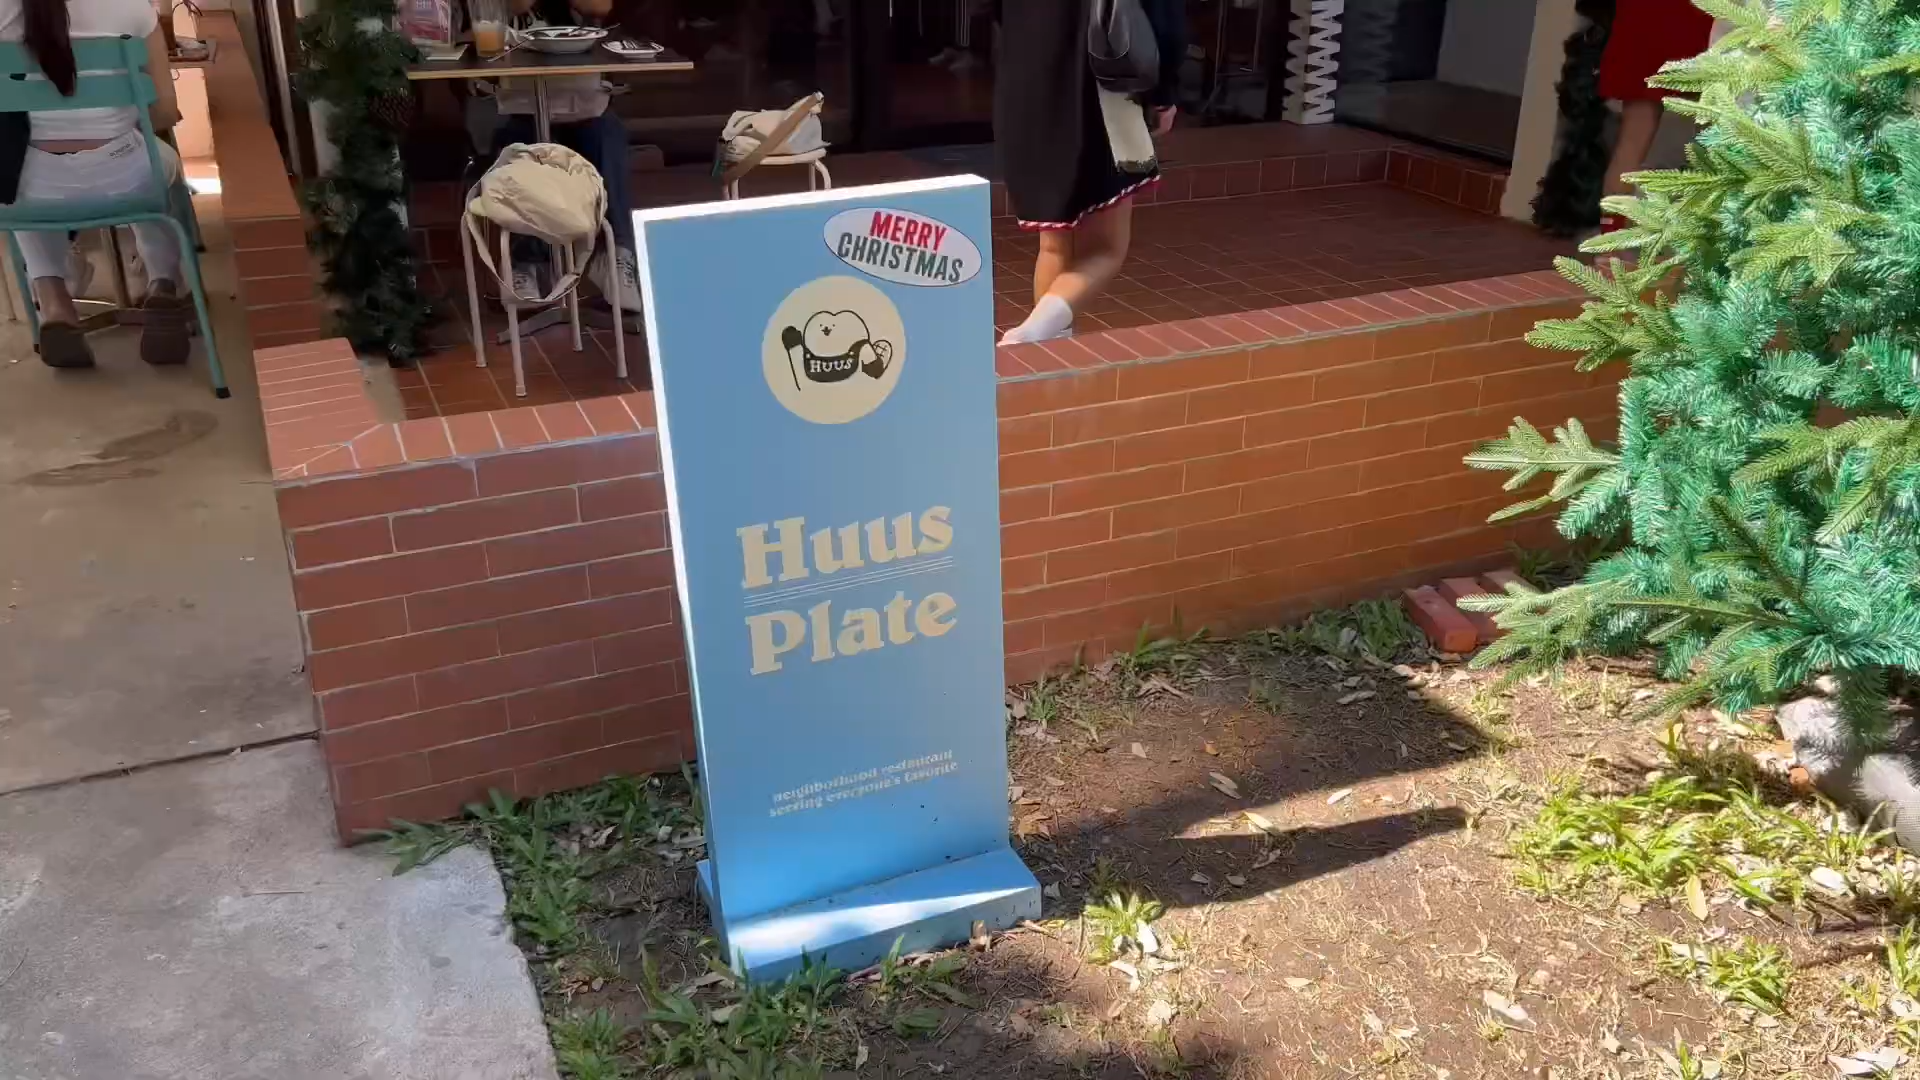 MERRY
CHRISTMAS
HUUS
Huus
Plate
neighborhood restaurant
serving everyone's favorite